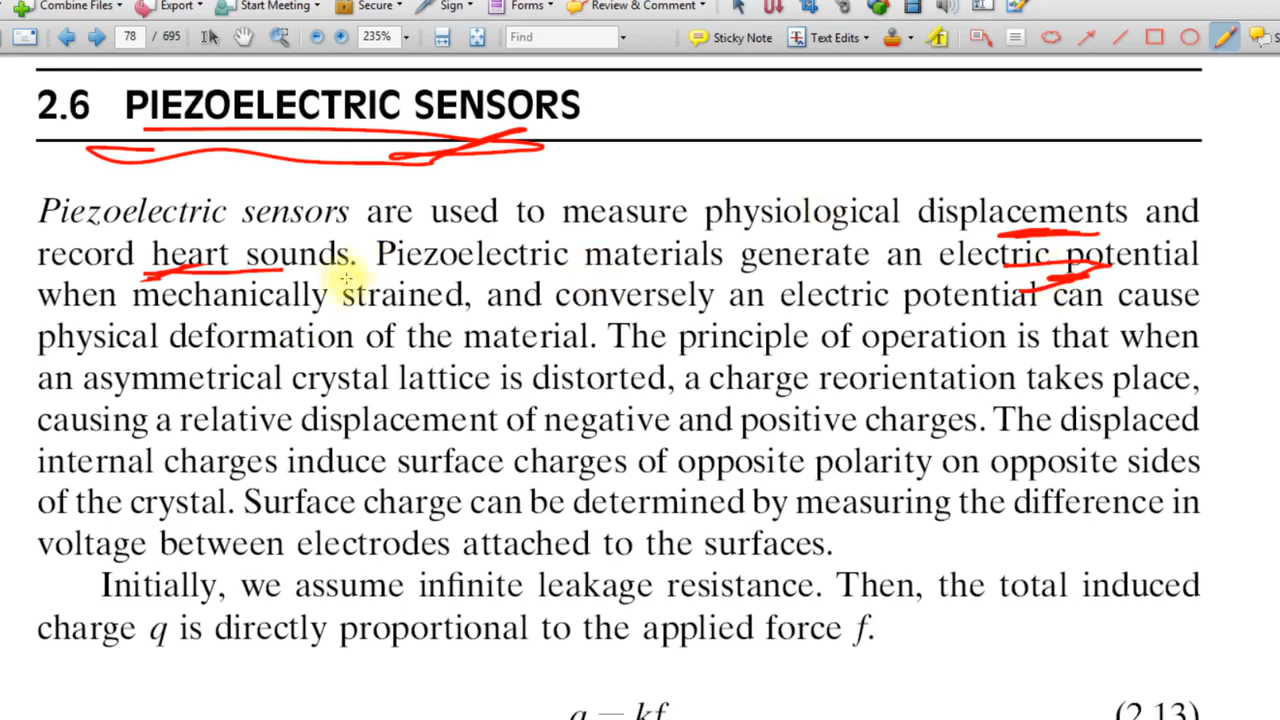 Combine Files Export Start Meeting Secure Sign Forms Review & Comment
78 / 695 235% Find Sticky Note Text Edits
2.6 PIEZOELECTRIC SENSORS
Piezoelectric sensors are used to measure physiological displacements and
record heart sounds. Piezoelectric materials generate an electric potential
when mechanically strained, and conversely an electric potential can cause
physical deformation of the material. The principle of operation is that when
an asymmetrical crystal lattice is distorted, a charge reorientation takes place,
causing a relative displacement of negative and positive charges. The displaced
internal charges induce surface charges of opposite polarity on opposite sides
of the crystal. Surface charge can be determined by measuring the difference in
voltage between electrodes attached to the surfaces.
Initially, we assume infinite leakage resistance. Then, the total induced
charge q is directly proportional to the applied force f.
q = kf (2.13)